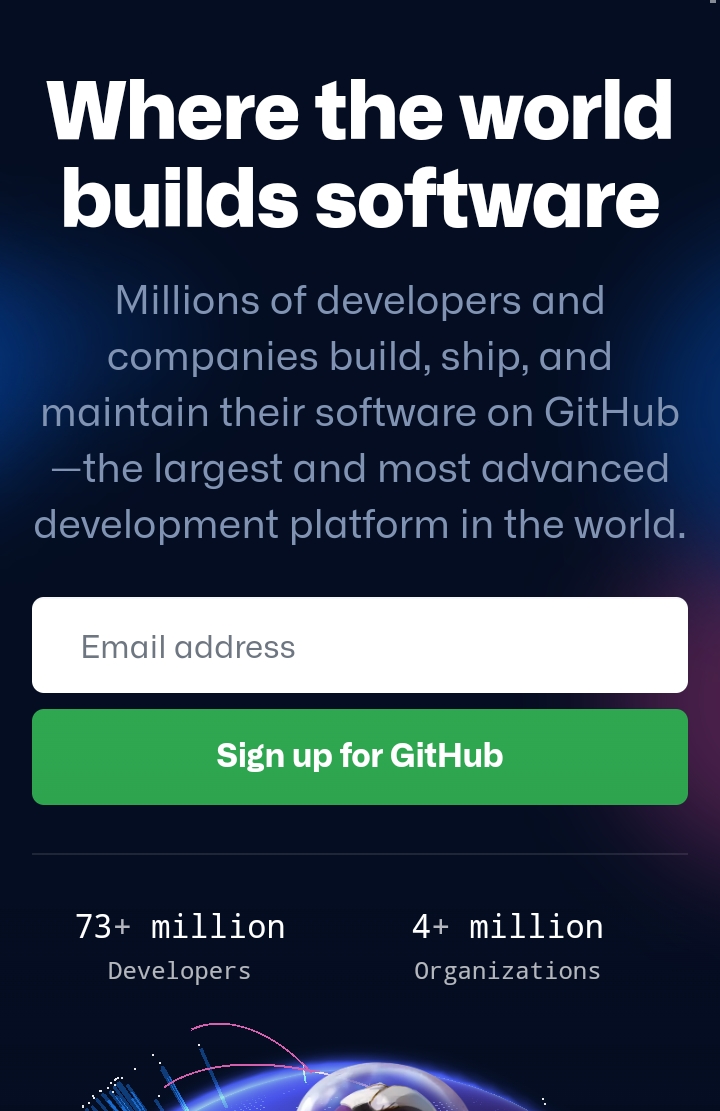 Where the world
builds software
Millions of developers and
companies build, ship, and
maintain their software on GitHub
—the largest and most advanced
development platform in the world.
Email address
Sign up for GitHub
73+ million
Developers
4+ million
Organizations